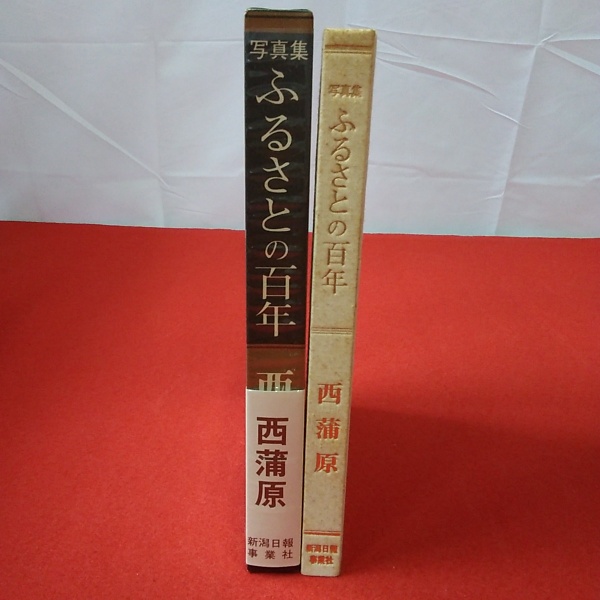 写真集
ふるさとの百年
西
西蒲原
新潟日報
事業社
写真集
ふるさとの百年
西蒲原
新潟日報
事業社